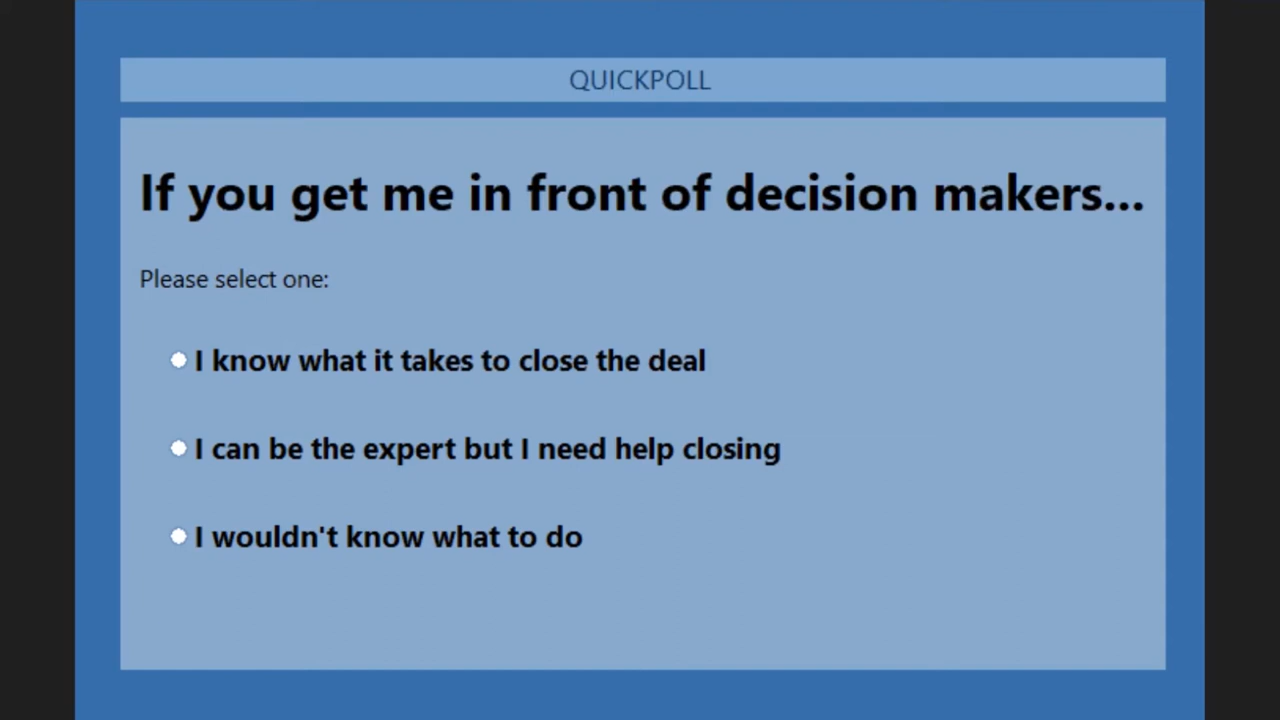 QUICKPOLL
If you get me in front of decision makers...
Please select one:
I know what it takes to close the deal
I can be the expert but I need help closing
I wouldn't know what to do